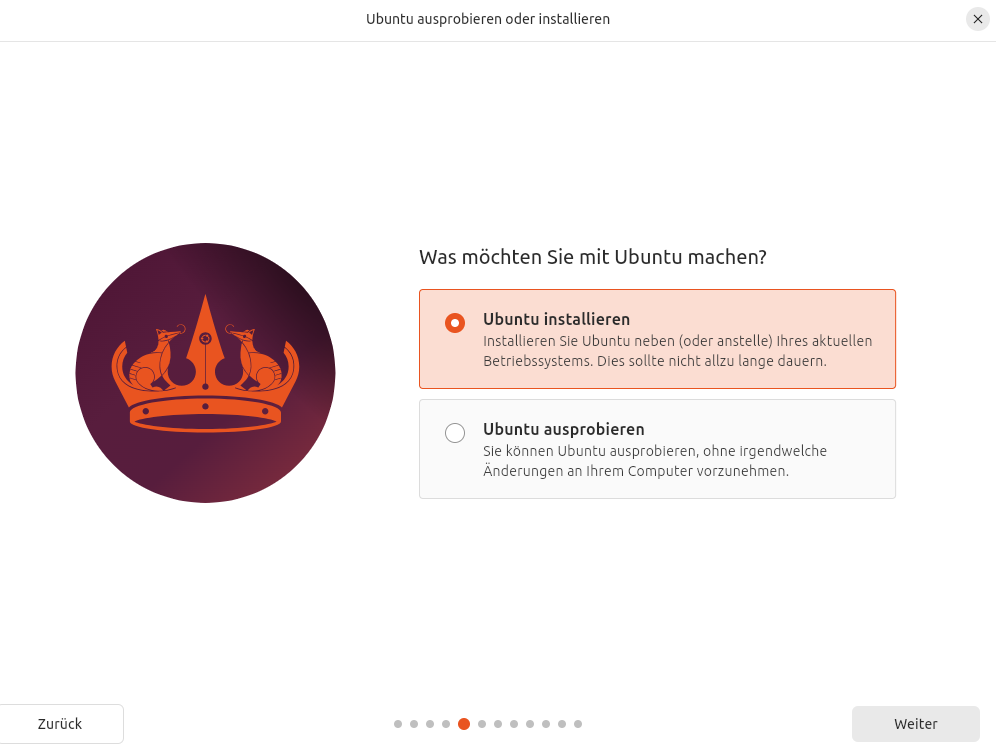 Ubuntu ausprobieren oder installieren
Was möchten Sie mit Ubuntu machen?
Ubuntu installieren
Installieren Sie Ubuntu neben (oder anstelle) Ihres aktuellen
Betriebssystems. Dies sollte nicht allzu lange dauern.
Ubuntu ausprobieren
Sie können Ubuntu ausprobieren, ohne irgendwelche
Änderungen an Ihrem Computer vorzunehmen.
Zurück
Weiter